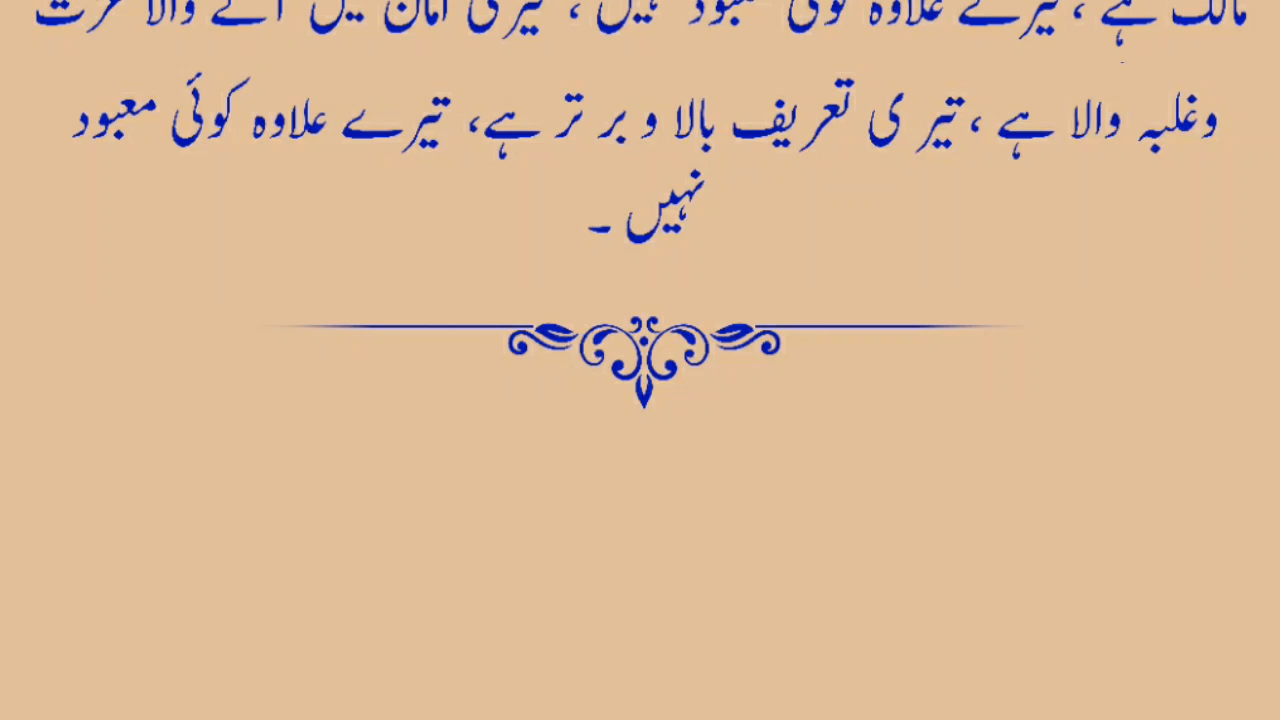 مالک ہے ، تیرے علاوہ کوئی معبود نہیں ، تیری امان میں آنے والا عزت
وغلبہ والا ہے ، تیر ی تعریف بالا و بر تر ہے، تیرے علاوہ کوئی معبود
نہیں ۔